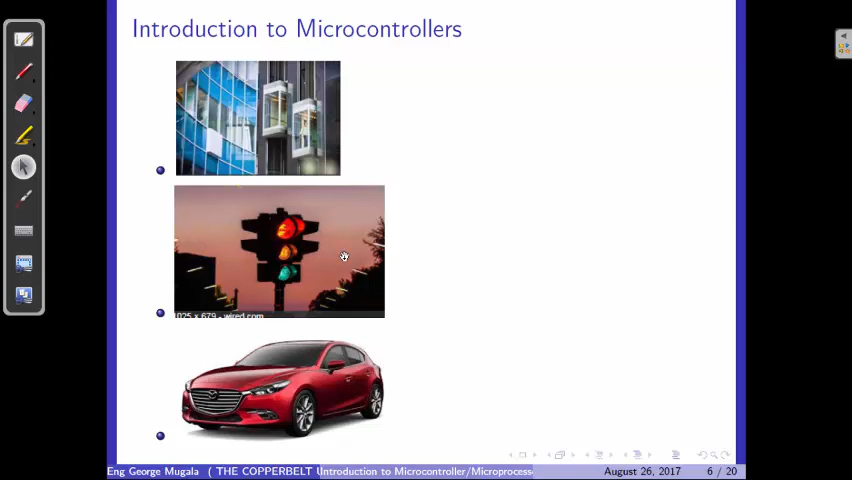 Introduction to Microcontrollers
1025 x 679 - wired.com
Eng George Mugala ( THE COPPERBELT U Introduction to Microcontroller/Microprocess August 26, 2017 6 / 20